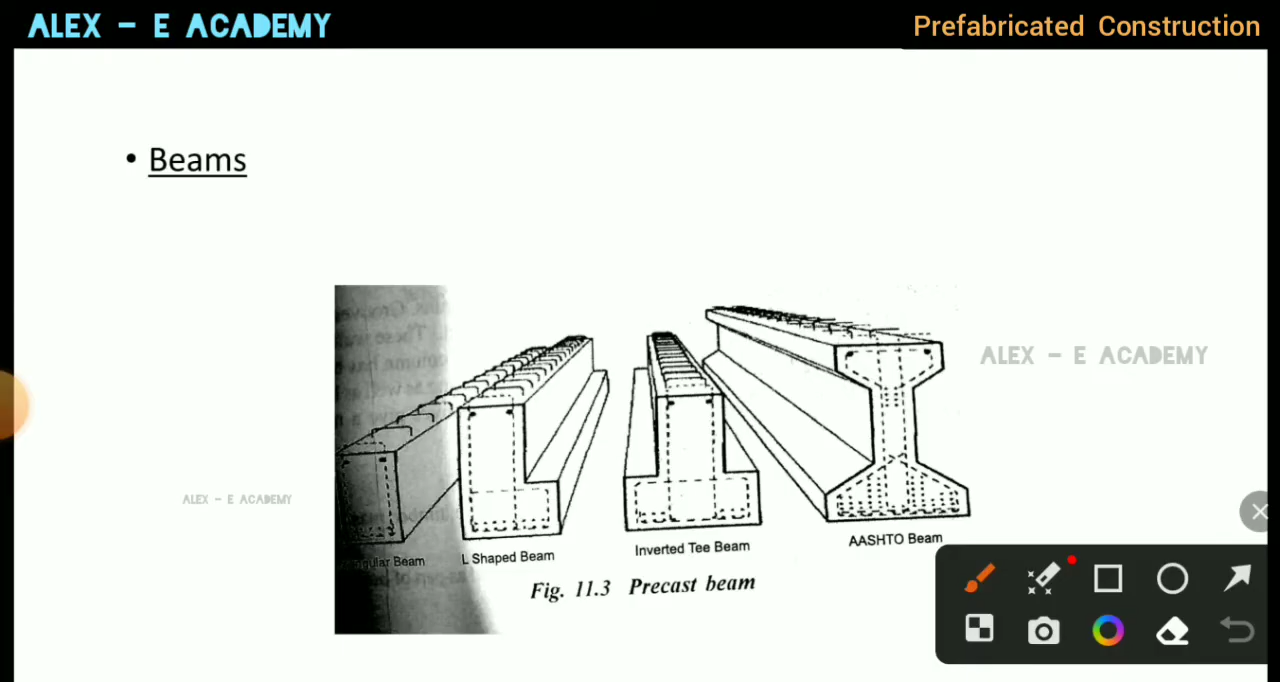 ALEX - E ACADEMY
Prefabricated Construction
• Beams
ALEX - E ACADEMY
ALEX - E ACADEMY
Beam
L Shaped Beam
Inverted Tee Beam
AASHTO Beam
Fig. 11.3 Precast beam